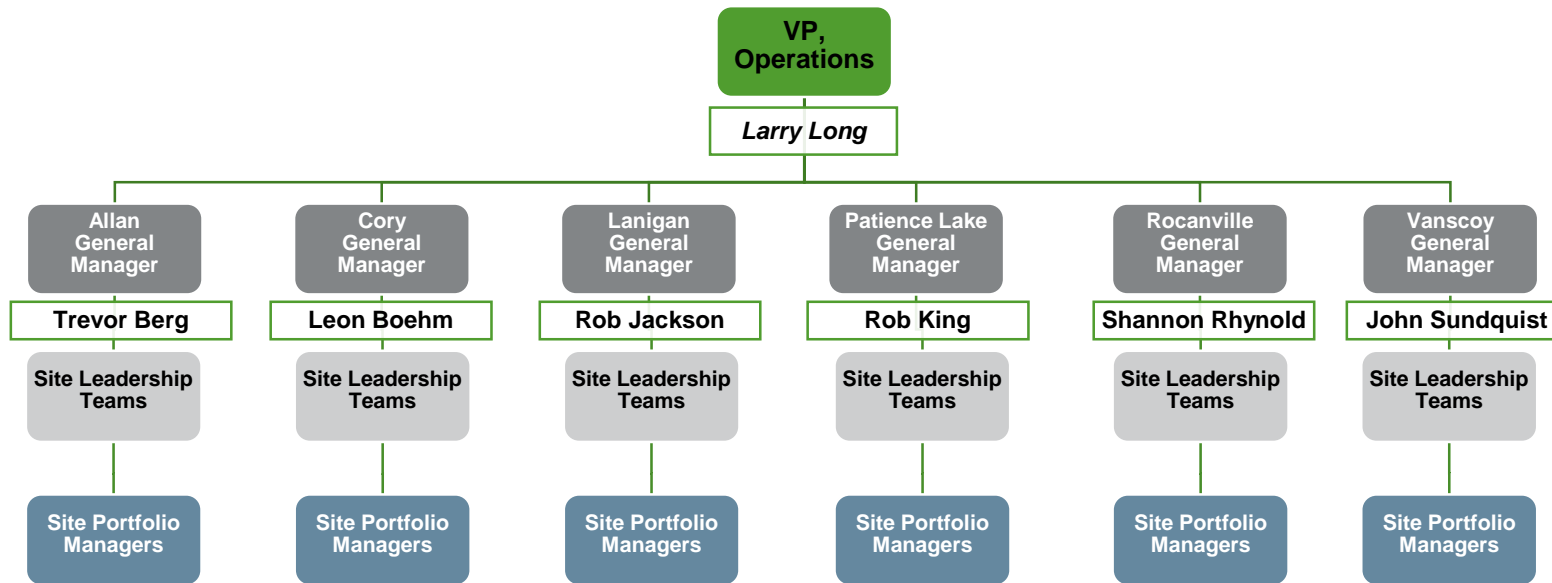 VP,
Operations
Larry Long
Allan
General
Manager
Cory
General
Manager
Lanigan
General
Manager
Patience Lake
General
Manager
Rocanville
General
Manager
Vanscoy
General
Manager
Trevor Berg
Leon Boehm
Rob Jackson
Rob King
Shannon Rhynold
John Sundquist
Site Leadership
Teams
Site Leadership
Teams
Site Leadership
Teams
Site Leadership
Teams
Site Leadership
Teams
Site Leadership
Teams
Site Portfolio
Managers
Site Portfolio
Managers
Site Portfolio
Managers
Site Portfolio
Managers
Site Portfolio
Managers
Site Portfolio
Managers